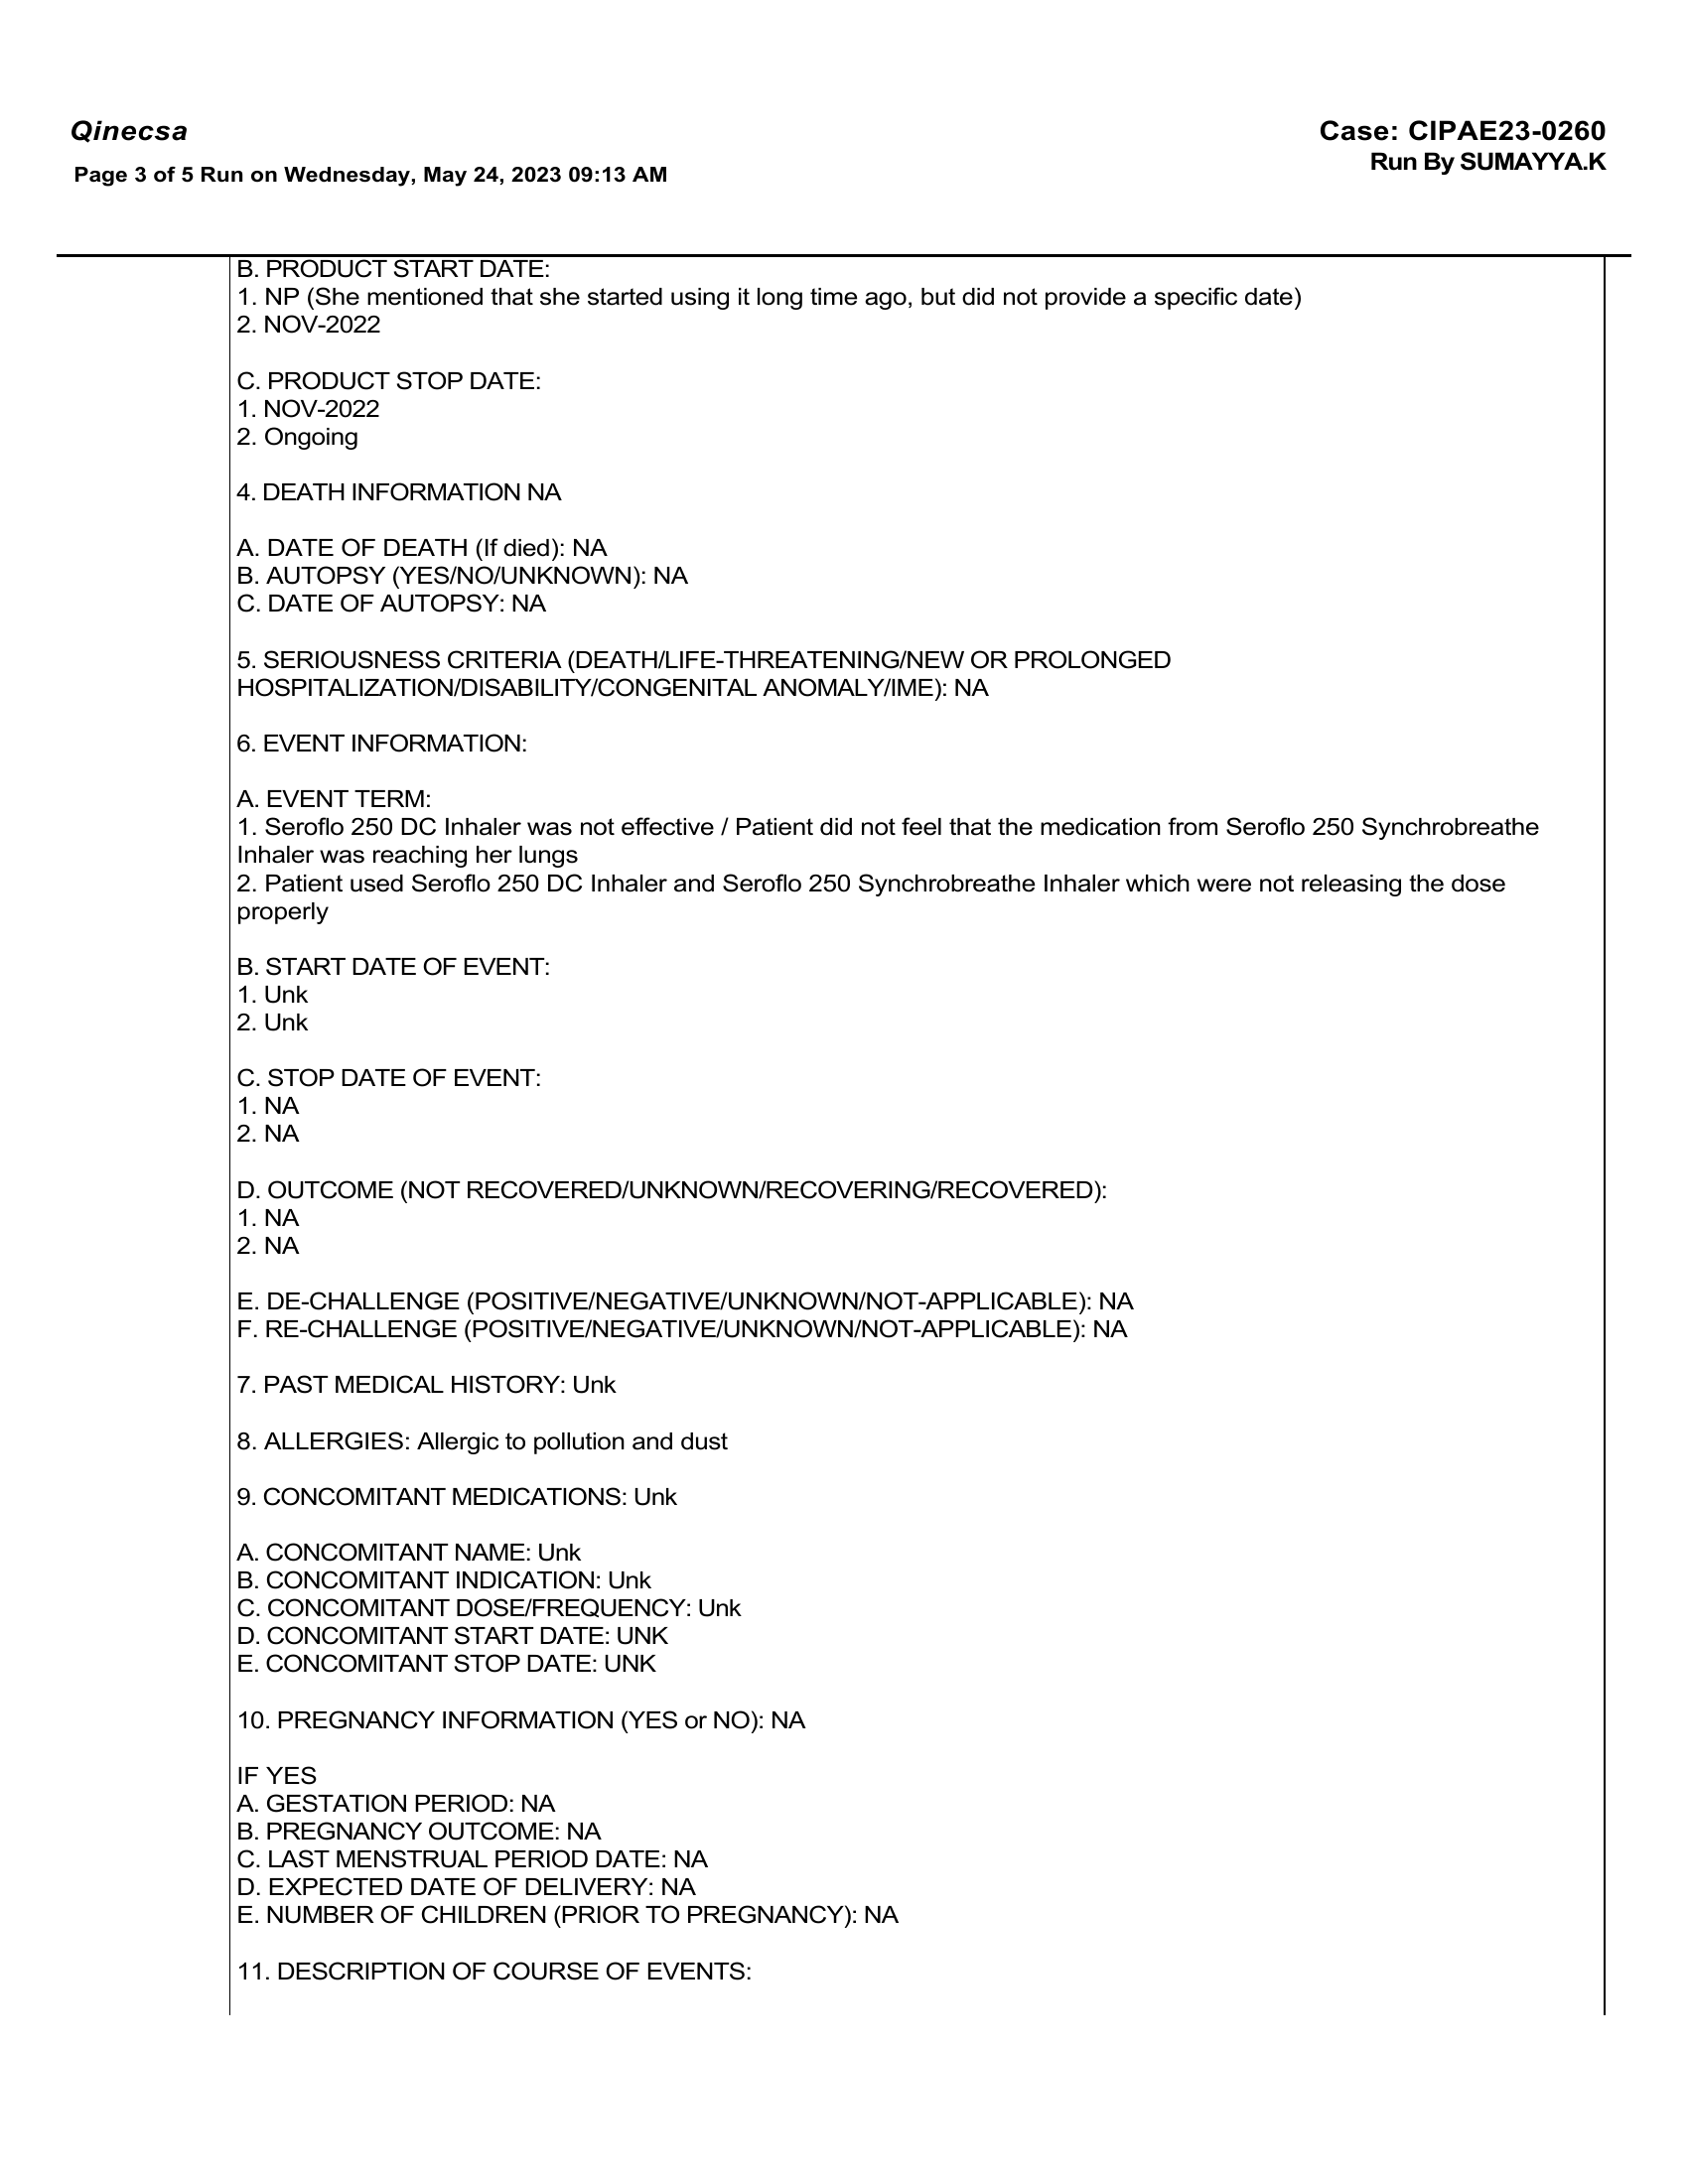 Qinecsa
Case: CIPAE23-0260
Page 3 of 5 Run on Wednesday, May 24, 2023 09:13 AM
Run By SUMAYYA.K
B. PRODUCT START DATE:
1. NP (She mentioned that she started using it long time ago, but did not provide a specific date)
2. NOV-2022
C. PRODUCT STOP DATE:
1. NOV-2022
2. Ongoing
4. DEATH INFORMATION NA
A. DATE OF DEATH (If died): NA
B. AUTOPSY (YES/NO/UNKNOWN): NA
C. DATE OF AUTOPSY: NA
5. SERIOUSNESS CRITERIA (DEATH/LIFE-THREATENING/NEW OR PROLONGED
HOSPITALIZATION/DISABILITY/CONGENITAL ANOMALY/IME): NA
6. EVENT INFORMATION:
A. EVENT TERM:
1. Seroflo 250 DC Inhaler was not effective / Patient did not feel that the medication from Seroflo 250 Synchrobreathe
Inhaler was reaching her lungs
2. Patient used Seroflo 250 DC Inhaler and Seroflo 250 Synchrobreathe Inhaler which were not releasing the dose
properly
B. START DATE OF EVENT:
1. Unk
2. Unk
C. STOP DATE OF EVENT:
1. NA
2. NA
D. OUTCOME (NOT RECOVERED/UNKNOWN/RECOVERING/RECOVERED):
1. NA
2. NA
E. DE-CHALLENGE (POSITIVE/NEGATIVE/UNKNOWN/NOT-APPLICABLE): NA
F. RE-CHALLENGE (POSITIVE/NEGATIVE/UNKNOWN/NOT-APPLICABLE): NA
7. PAST MEDICAL HISTORY: Unk
8. ALLERGIES: Allergic to pollution and dust
9. CONCOMITANT MEDICATIONS: Unk
A. CONCOMITANT NAME: Unk
B. CONCOMITANT INDICATION: Unk
C. CONCOMITANT DOSE/FREQUENCY: Unk
D. CONCOMITANT START DATE: UNK
E. CONCOMITANT STOP DATE: UNK
10. PREGNANCY INFORMATION (YES or NO): NA
IF YES
A. GESTATION PERIOD: NA
B. PREGNANCY OUTCOME: NA
C. LAST MENSTRUAL PERIOD DATE: NA
D. EXPECTED DATE OF DELIVERY: NA
E. NUMBER OF CHILDREN (PRIOR TO PREGNANCY): NA
11. DESCRIPTION OF COURSE OF EVENTS: